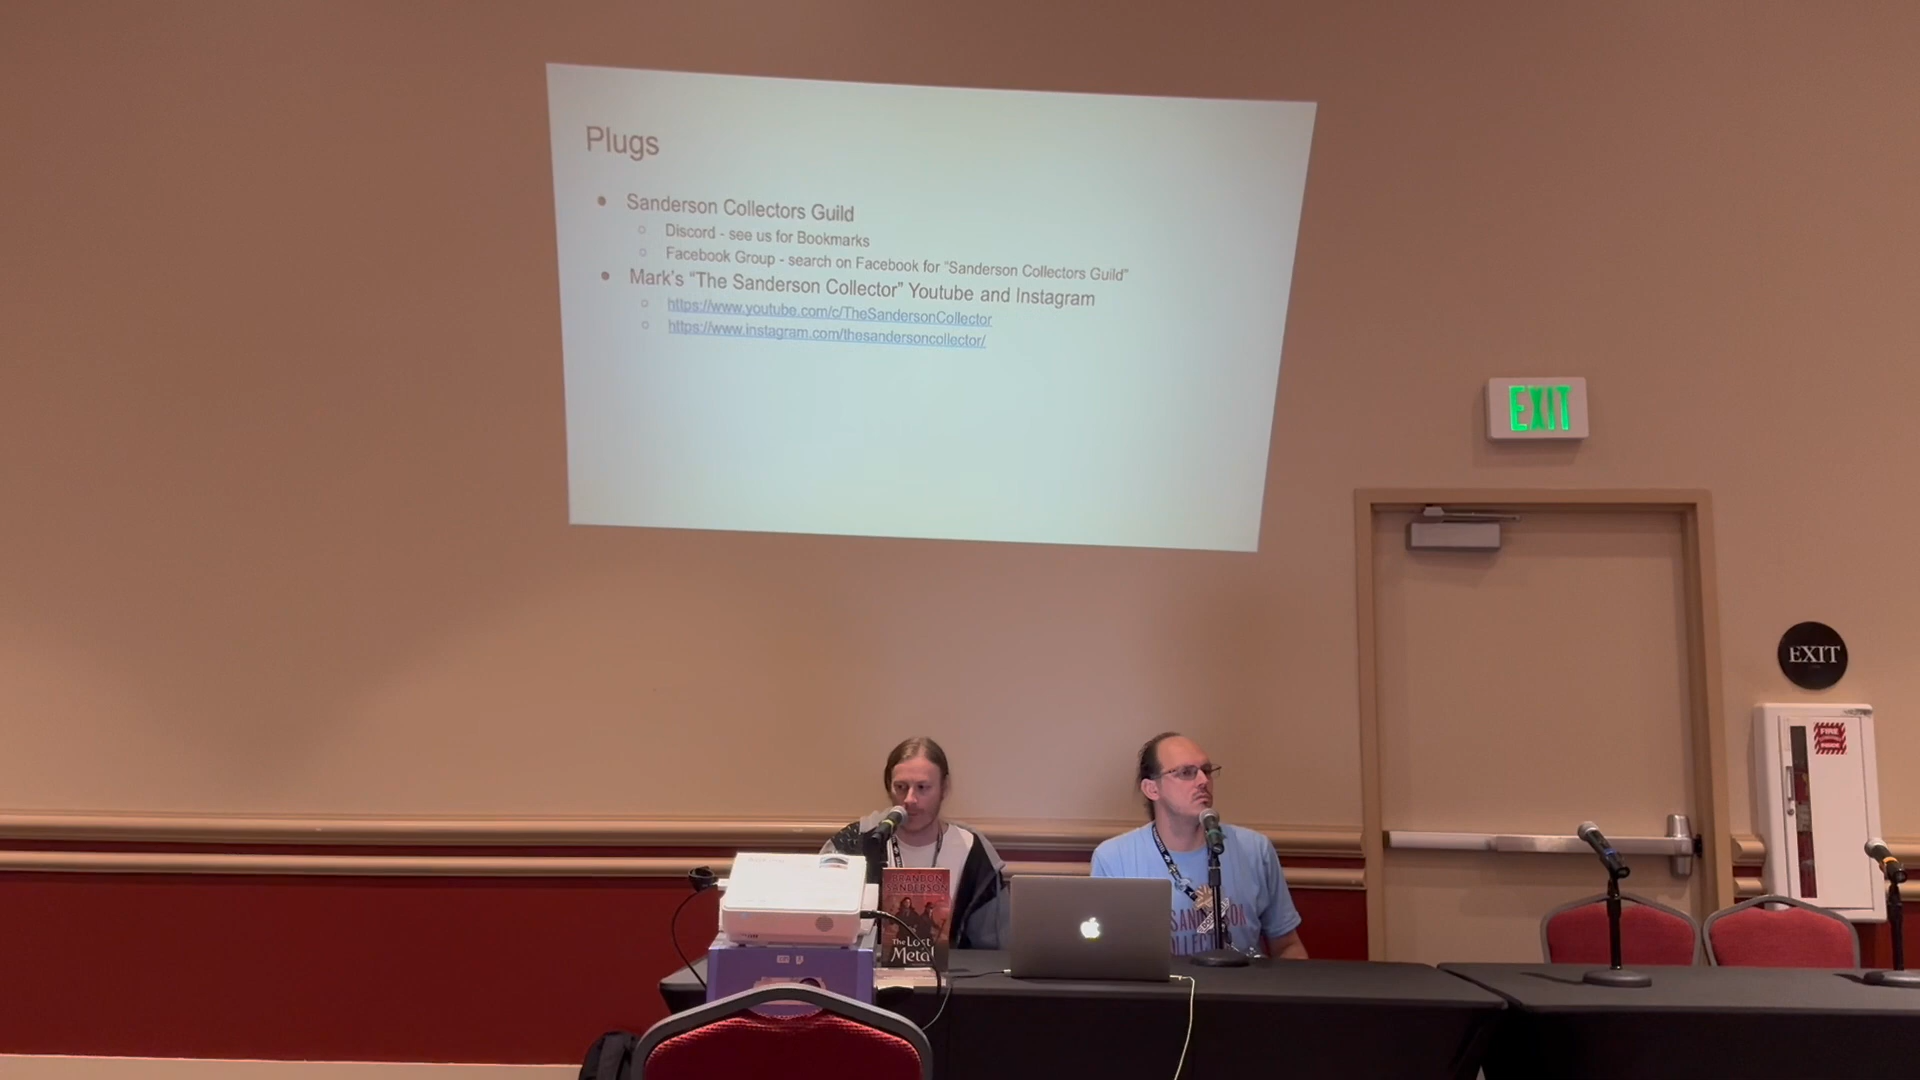 Plugs
Sanderson Collectors Guild
Discord - see us for Bookmarks
Facebook Group - search on Facebook for "Sanderson Collectors Guild"
Mark's "The Sanderson Collector" Youtube and Instagram
https://www.youtube.com/c/TheSandersonCollector
https://www.instagram.com/thesandersoncollector/
EXIT
EXIT
FIRE
BRANDON
SANDERSON
The Lost
Metal